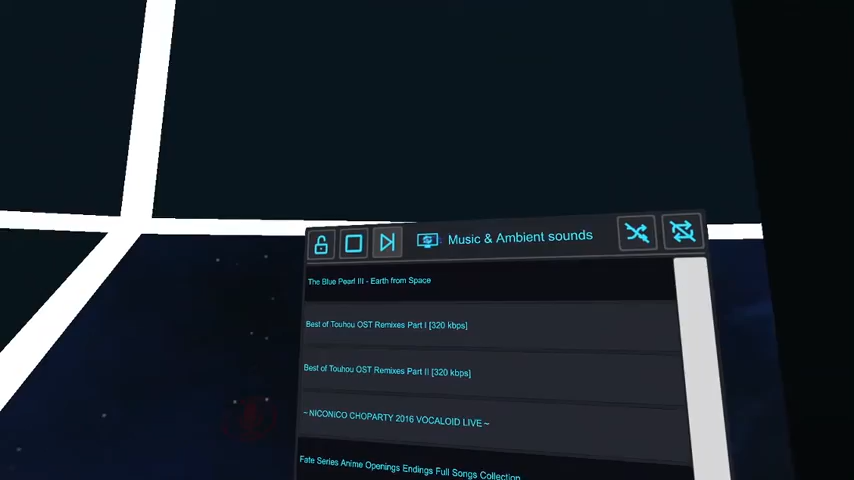 Music & Ambient sounds
The Blue Pearl III - Earth from Space
Best of Touhou OST Remixes Part I [320 kbps]
Best of Touhou OST Remixes Part II [320 kbps]
~NICONICO CHOPARTY 2016 VOCALOID LIVE~
Fate Series Anime Openings Endings Full Songs Collection